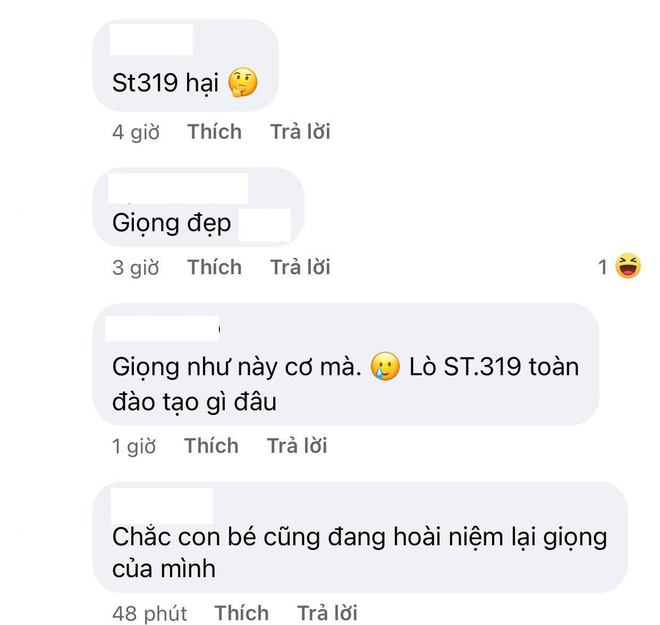 St319 hại 🤔
4 giờ Thích Trả lời
Giọng đẹp
3 giờ Thích Trả lời 1 😆
Giọng như này cơ mà. 🥲 Lò ST.319 toàn
đào tạo gì đâu
1 giờ Thích Trả lời
Chắc con bé cũng đang hoài niệm lại giọng
của mình
48 phút Thích Trả lời